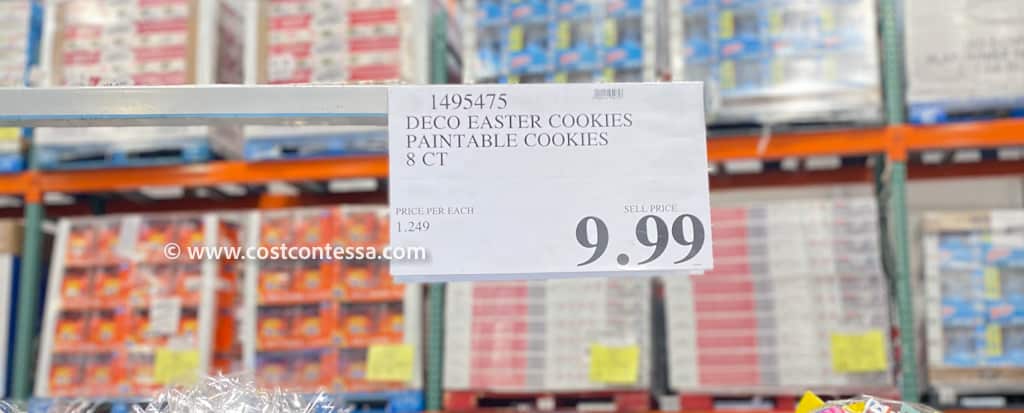 1495475
DECO EASTER COOKIES
PAINTABLE COOKIES
8 CT
PRICE PER EACH
1.249
SELL PRICE
9.99
© www.costcontessa.com